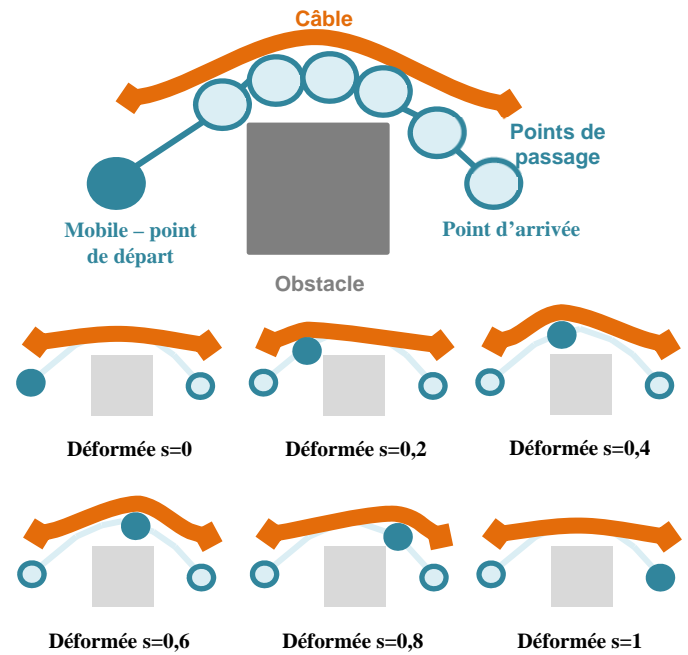 Câble
Points de
passage
Mobile – point
de départ
Point d’arrivée
Obstacle
Déformée s=0
Déformée s=0,2
Déformée s=0,4
Déformée s=0,6
Déformée s=0,8
Déformée s=1